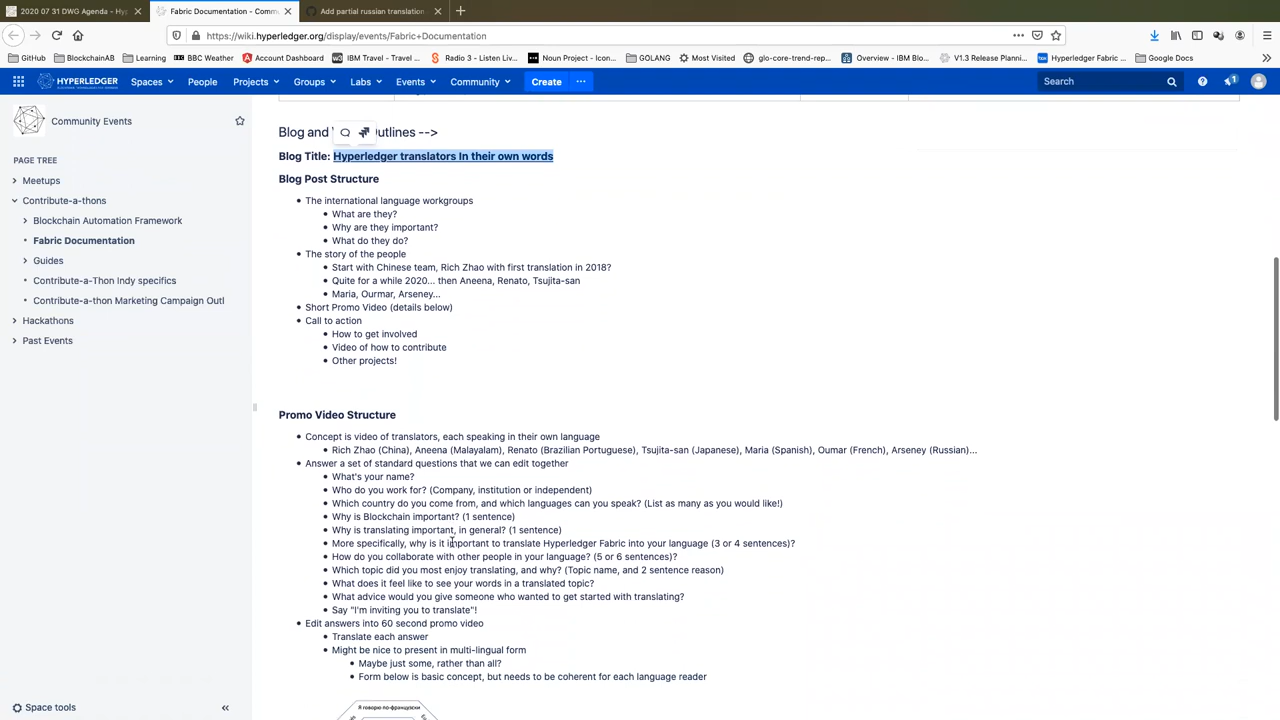 2020 07 31 DWG Agenda - Hyp
Fabric Documentation - Commu
Add partial russian translation
https://wiki.hyperledger.org/display/events/Fabric+Documentation
GitHub
BlockchainAB
Learning
BBC Weather
Account Dashboard
IBM Travel - Travel...
Radio 3 - Listen Liv...
Noun Project - Icon...
GOLANG
Most Visited
glo-core-trend-rep...
Overview - IBM Blo...
V1.3 Release Planni...
Hyperledger Fabric ...
Google Docs
HYPERLEDGER
Spaces
People
Projects
Groups
Labs
Events
Community
Create
Search
1
Community Events
PAGE TREE
Meetups
Contribute-a-thons
Blockchain Automation Framework
Fabric Documentation
Guides
Contribute-a-Thon Indy specifics
Contribute-a-thon Marketing Campaign Outl
Hackathons
Past Events
Space tools
Blog and utlines -->
Blog Title: Hyperledger translators In their own words
Blog Post Structure
The international language workgroups
What are they?
Why are they important?
What do they do?
The story of the people
Start with Chinese team, Rich Zhao with first translation in 2018?
Quite for a while 2020... then Aneena, Renato, Tsujita-san
Maria, Ourmar, Arseney...
Short Promo Video (details below)
Call to action
How to get involved
Video of how to contribute
Other projects!
Promo Video Structure
Concept is video of translators, each speaking in their own language
Rich Zhao (China), Aneena (Malayalam), Renato (Brazilian Portuguese), Tsujita-san (Japanese), Maria (Spanish), Oumar (French), Arseney (Russian)...
Answer a set of standard questions that we can edit together
What's your name?
Who do you work for? (Company, institution or independent)
Which country do you come from, and which languages can you speak? (List as many as you would like!)
Why is Blockchain important? (1 sentence)
Why is translating important, in general? (1 sentence)
More specifically, why is it important to translate Hyperledger Fabric into your language (3 or 4 sentences)?
How do you collaborate with other people in your language? (5 or 6 sentences)?
Which topic did you most enjoy translating, and why? (Topic name, and 2 sentence reason)
What does it feel like to see your words in a translated topic?
What advice would you give someone who wanted to get started with translating?
Say "I'm inviting you to translate"!
Edit answers into 60 second promo video
Translate each answer
Might be nice to present in multi-lingual form
Maybe just some, rather than all?
Form below is basic concept, but needs to be coherent for each language reader
Я говорю по-французски